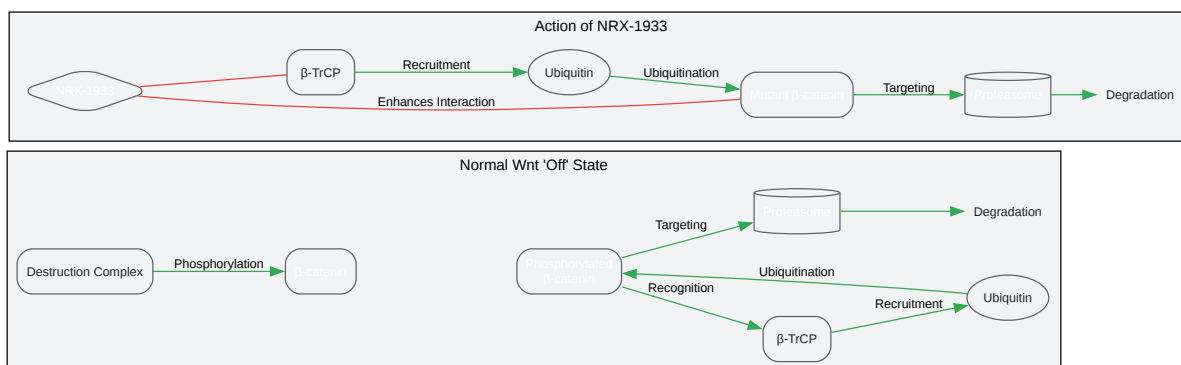 Action of NRX-1933
NRX-1933
β-TrCP
Recruitment
Ubiquitin
Ubiquitination
Enhances Interaction
Mutant β-catenin
Targeting
Proteasome
Degradation
Normal Wnt 'Off' State
Destruction Complex
Phosphorylation
β-catenin
Phosphorylated
β-catenin
Targeting
Proteasome
Degradation
Recognition
β-TrCP
Ubiquitination
Recruitment
Ubiquitin